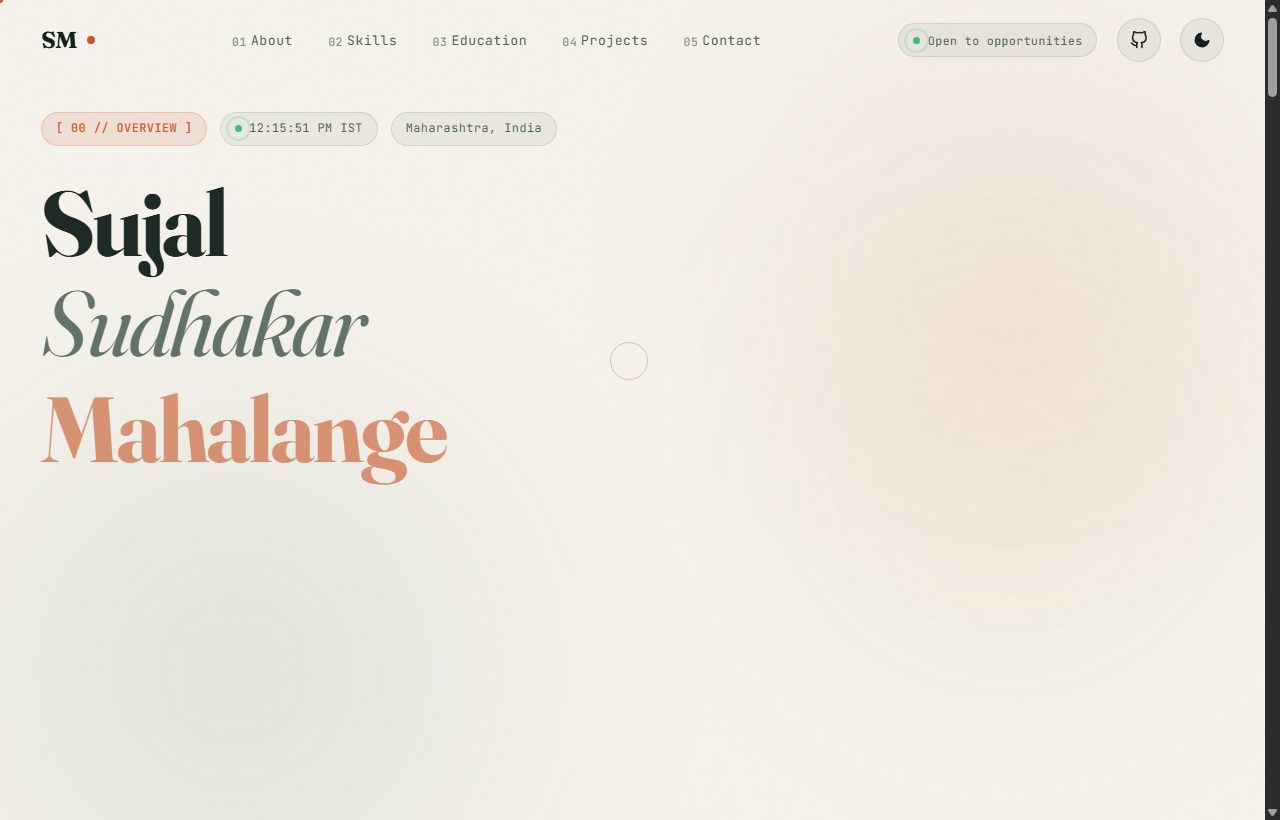 SM
01 About 02 Skills 03 Education 04 Projects 05 Contact
Open to opportunities
[ 00 // OVERVIEW ] 12:15:51 PM IST Maharashtra, India
Sujal
Sudhakar
Mahalange